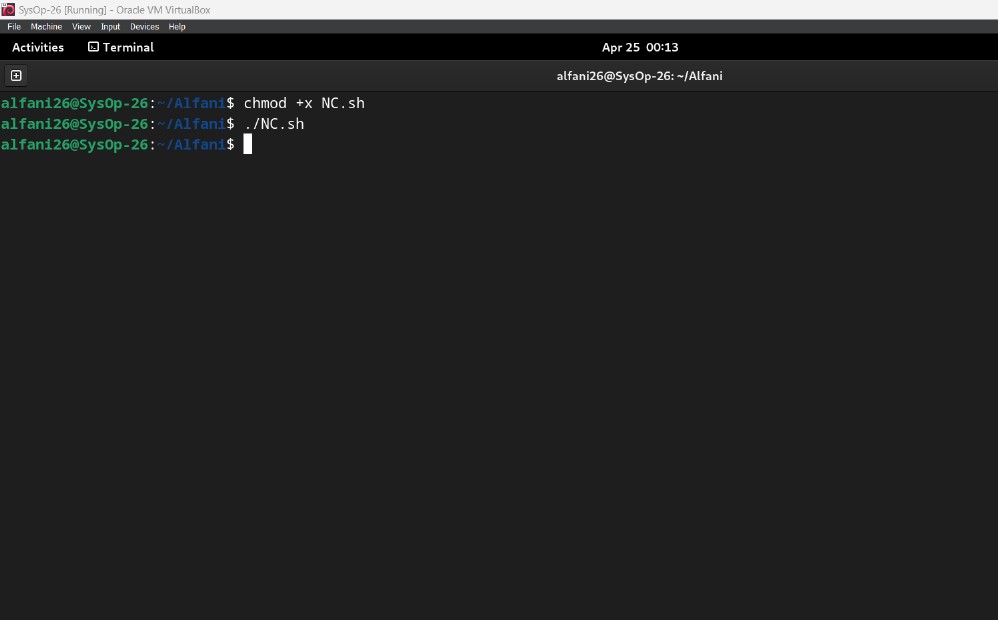 SysOp-26 [Running] - Oracle VM VirtualBox
File Machine View Input Devices Help
Activities Terminal Apr 25 00:13
alfani26@SysOp-26: ~/Alfani
alfani26@SysOp-26:~/Alfani$ chmod +x NC.sh
alfani26@SysOp-26:~/Alfani$ ./NC.sh
alfani26@SysOp-26:~/Alfani$